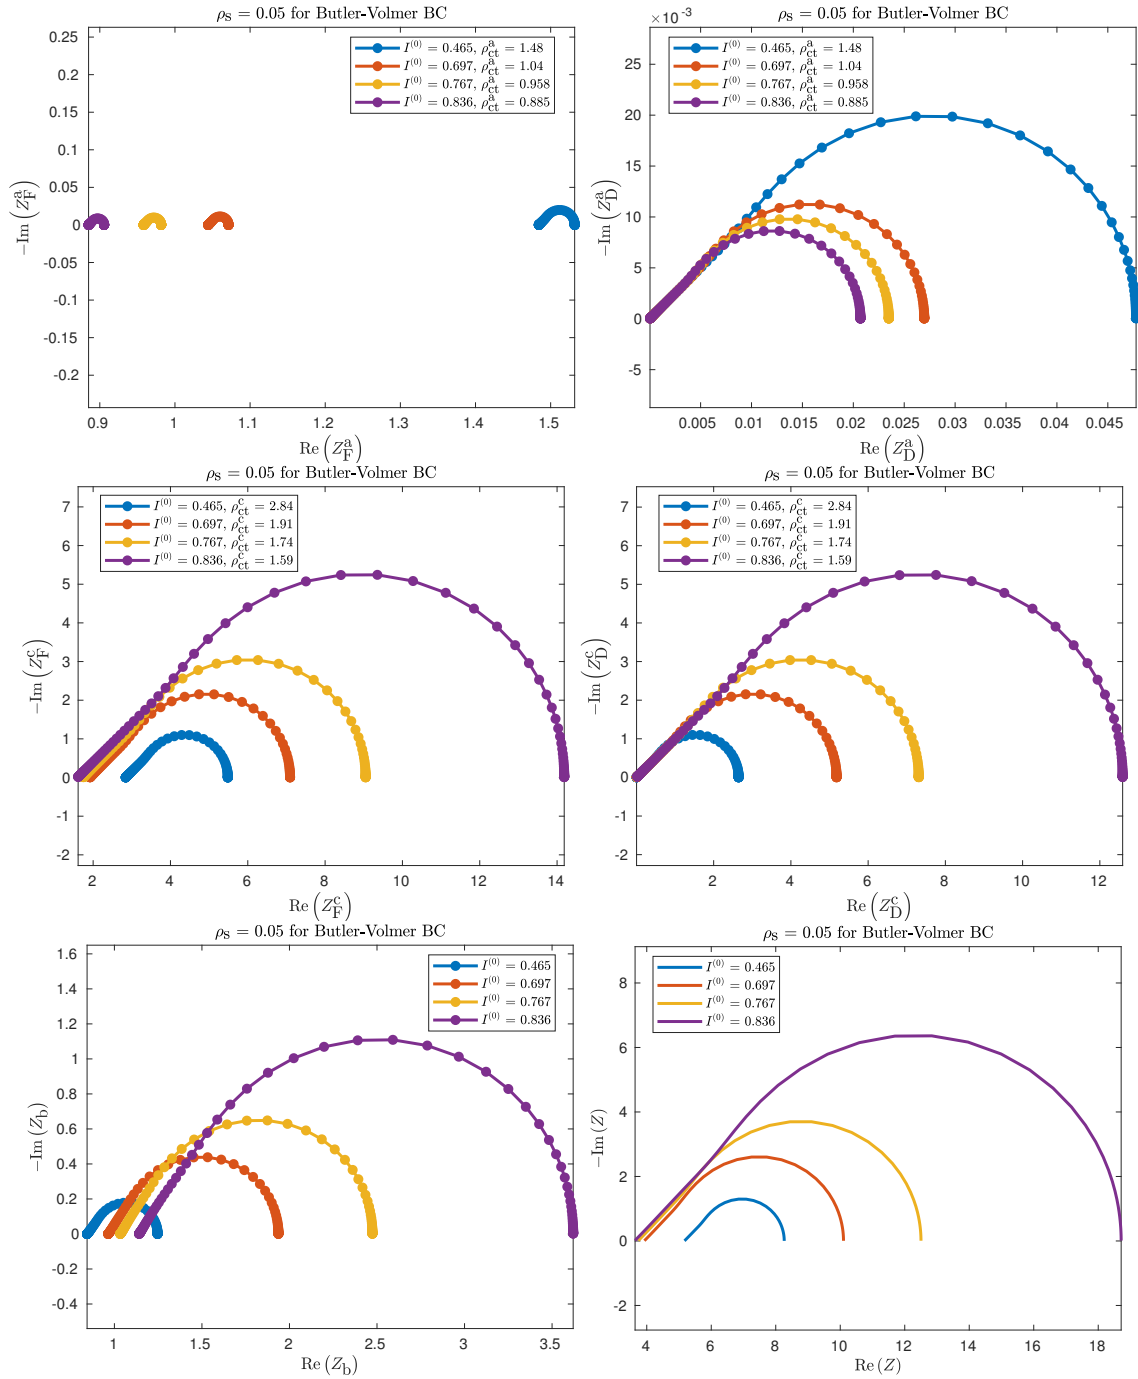 ρs = 0.05 for Butler-Volmer BC
I(0) = 0.465, ρact = 1.48
I(0) = 0.697, ρact = 1.04
I(0) = 0.767, ρact = 0.958
I(0) = 0.836, ρact = 0.885
0.25
0.2
0.15
0.1
0.05
0
-0.05
-0.1
-0.15
-0.2
−Im (ZaF)
0.9 1 1.1 1.2 1.3 1.4 1.5
Re (ZaF)
ρs = 0.05 for Butler-Volmer BC
×10-3
I(0) = 0.465, ρact = 1.48
I(0) = 0.697, ρact = 1.04
I(0) = 0.767, ρact = 0.958
I(0) = 0.836, ρact = 0.885
25
20
15
10
5
0
-5
−Im (ZaD)
0.005 0.01 0.015 0.02 0.025 0.03 0.035 0.04 0.045
Re (ZaD)
ρs = 0.05 for Butler-Volmer BC
I(0) = 0.465, ρcct = 2.84
I(0) = 0.697, ρcct = 1.91
I(0) = 0.767, ρcct = 1.74
I(0) = 0.836, ρcct = 1.59
7
6
5
4
3
2
1
0
-1
-2
−Im (ZcF)
2 4 6 8 10 12 14
Re (ZcF)
ρs = 0.05 for Butler-Volmer BC
I(0) = 0.465, ρcct = 2.84
I(0) = 0.697, ρcct = 1.91
I(0) = 0.767, ρcct = 1.74
I(0) = 0.836, ρcct = 1.59
7
6
5
4
3
2
1
0
-1
-2
−Im (ZcD)
2 4 6 8 10 12
Re (ZcD)
ρs = 0.05 for Butler-Volmer BC
I(0) = 0.465
I(0) = 0.697
I(0) = 0.767
I(0) = 0.836
1.6
1.4
1.2
1
0.8
0.6
0.4
0.2
0
-0.2
-0.4
−Im (Zb)
1 1.5 2 2.5 3 3.5
Re (Zb)
ρs = 0.05 for Butler-Volmer BC
I(0) = 0.465
I(0) = 0.697
I(0) = 0.767
I(0) = 0.836
8
6
4
2
0
-2
−Im (Z)
4 6 8 10 12 14 16 18
Re (Z)